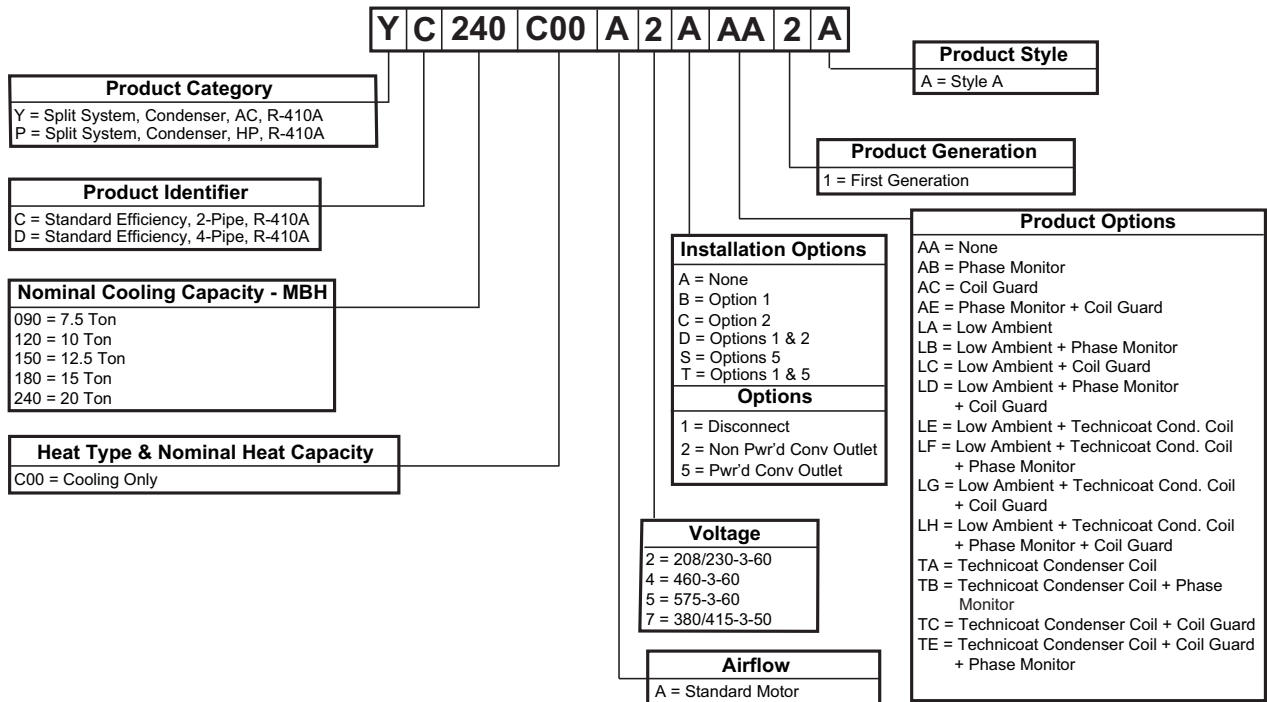 Y C 240 C00 A 2 A AA 2 A
Product Category
Y = Split System, Condenser, AC, R-410A
P = Split System, Condenser, HP, R-410A
Product Identifier
C = Standard Efficiency, 2-Pipe, R-410A
D = Standard Efficiency, 4-Pipe, R-410A
Nominal Cooling Capacity - MBH
090 = 7.5 Ton
120 = 10 Ton
150 = 12.5 Ton
180 = 15 Ton
240 = 20 Ton
Heat Type & Nominal Heat Capacity
C00 = Cooling Only
Airflow
A = Standard Motor
Voltage
2 = 208/230-3-60
4 = 460-3-60
5 = 575-3-60
7 = 380/415-3-50
Installation Options
A = None
B = Option 1
C = Option 2
D = Options 1 & 2
S = Options 5
T = Options 1 & 5
Options
1 = Disconnect
2 = Non Pwr'd Conv Outlet
5 = Pwr'd Conv Outlet
Product Options
AA = None
AB = Phase Monitor
AC = Coil Guard
AE = Phase Monitor + Coil Guard
LA = Low Ambient
LB = Low Ambient + Phase Monitor
LC = Low Ambient + Coil Guard
LD = Low Ambient + Phase Monitor
+ Coil Guard
LE = Low Ambient + Technicoat Cond. Coil
LF = Low Ambient + Technicoat Cond. Coil
+ Phase Monitor
LG = Low Ambient + Technicoat Cond. Coil
+ Coil Guard
LH = Low Ambient + Technicoat Cond. Coil
+ Phase Monitor + Coil Guard
TA = Technicoat Condenser Coil
TB = Technicoat Condenser Coil + Phase
Monitor
TC = Technicoat Condenser Coil + Coil Guard
TE = Technicoat Condenser Coil + Coil Guard
+ Phase Monitor
Product Generation
1 = First Generation
Product Style
A = Style A